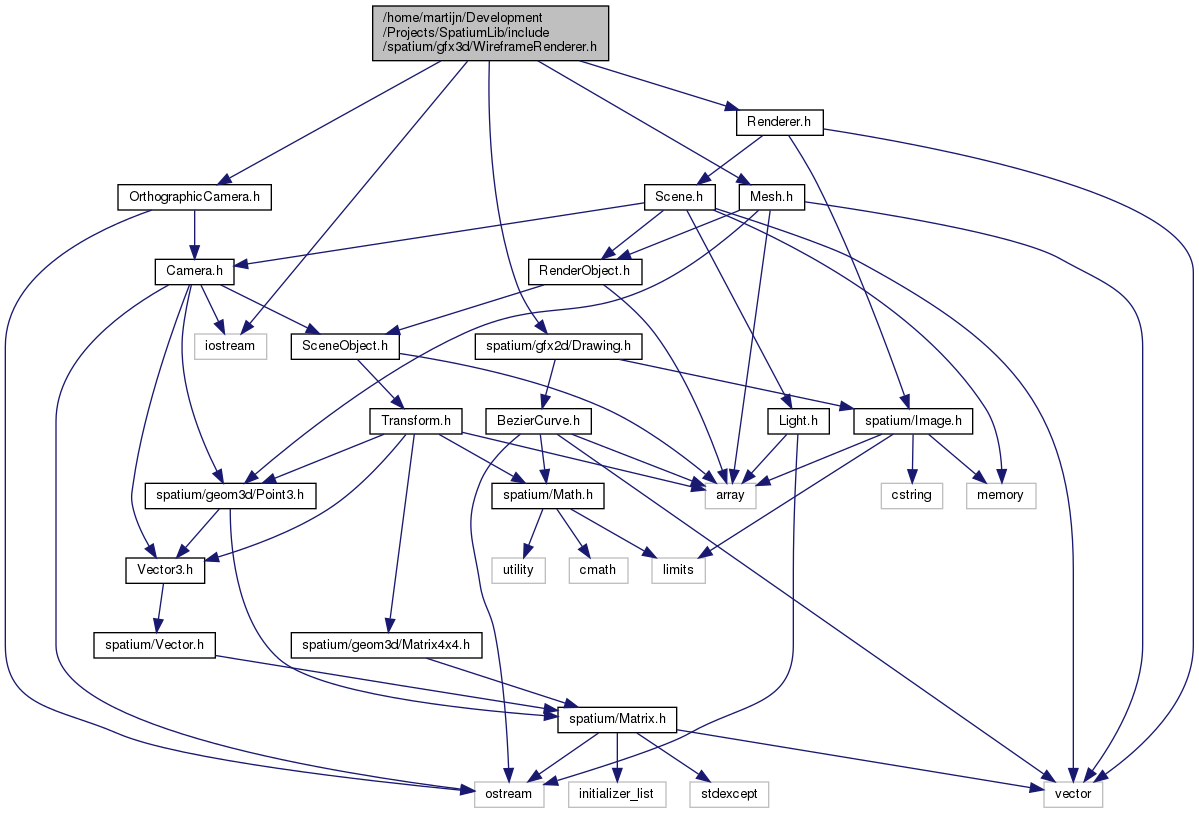 /home/martijn/Development
/Projects/SpatiumLib/include
/spatium/gfx3d/WireframeRenderer.h
Renderer.h
OrthographicCamera.h
Scene.h
Mesh.h
Camera.h
RenderObject.h
iostream
SceneObject.h
spatium/gfx2d/Drawing.h
Transform.h
BezierCurve.h
Light.h
spatium/Image.h
spatium/geom3d/Point3.h
spatium/Math.h
array
cstring
memory
Vector3.h
utility
cmath
limits
spatium/Vector.h
spatium/geom3d/Matrix4x4.h
spatium/Matrix.h
ostream
initializer_list
stdexcept
vector